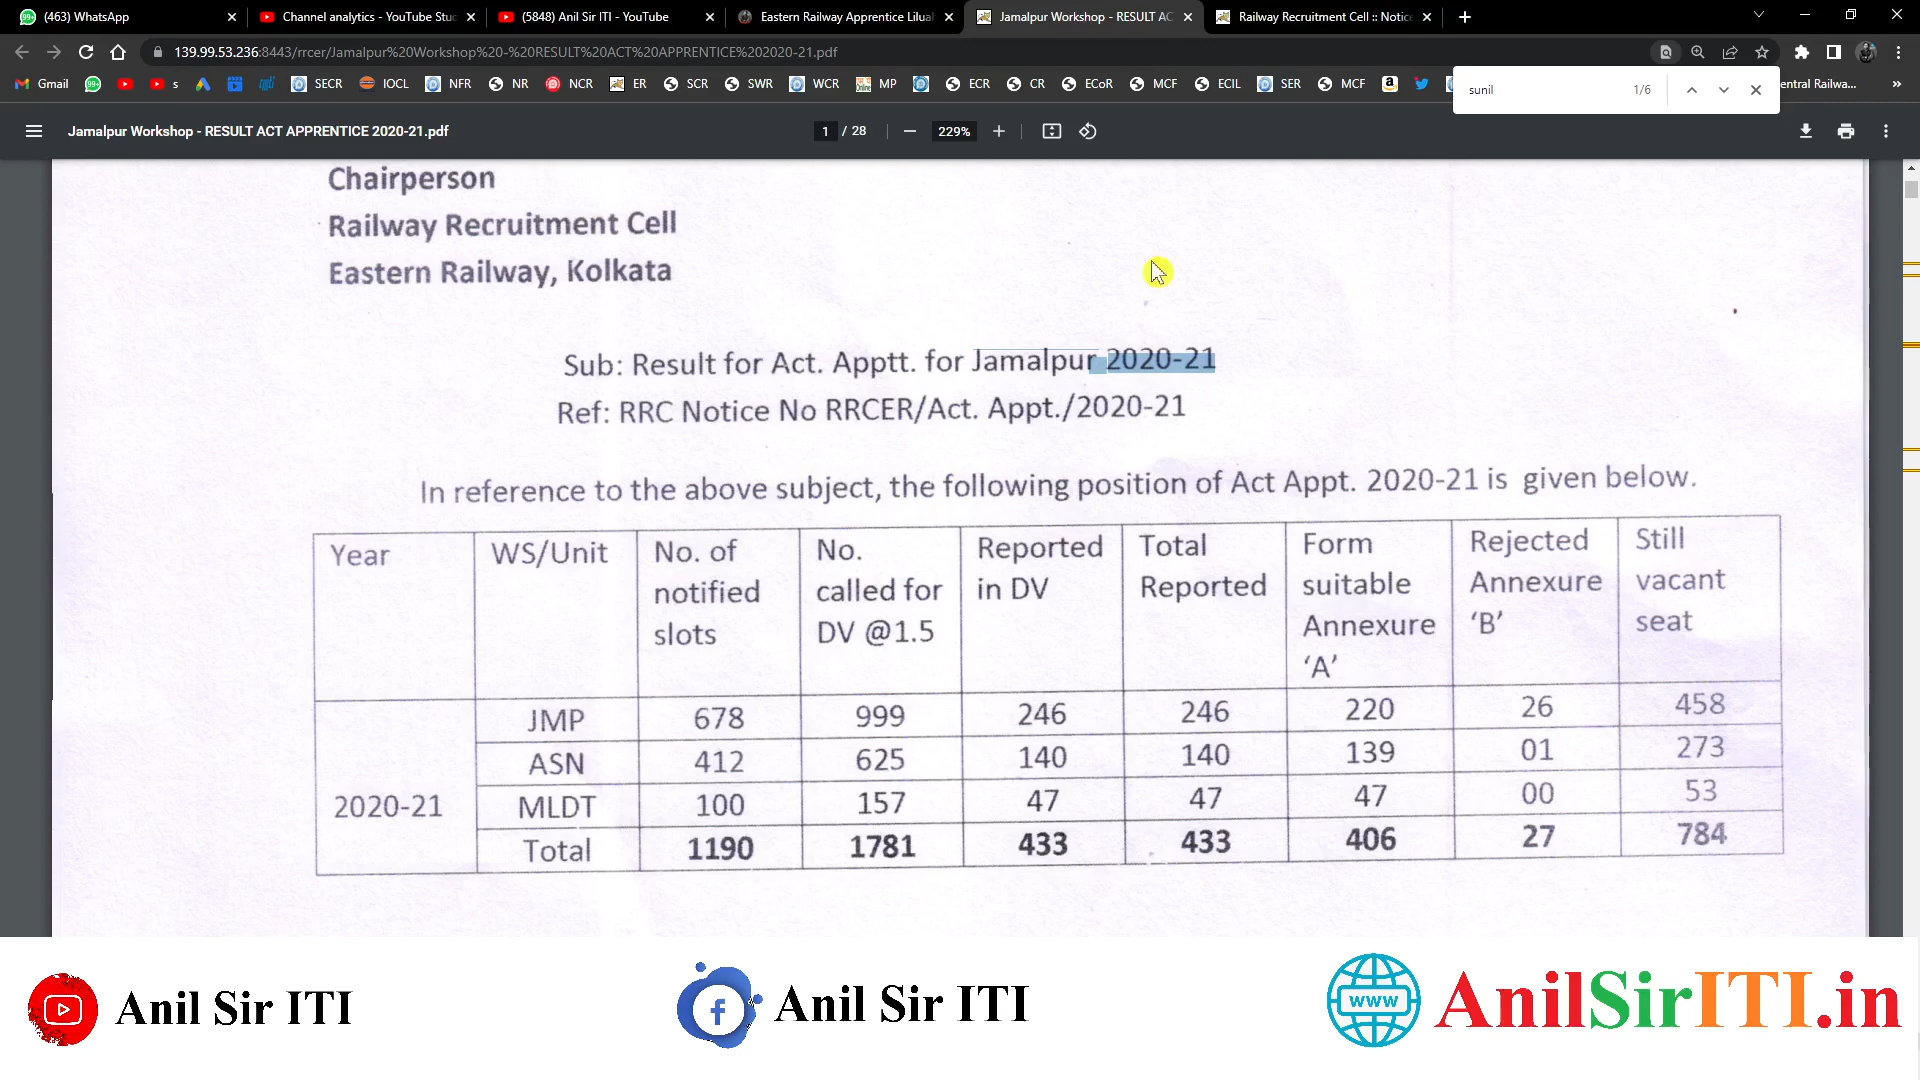 (463) WhatsApp
Channel analytics - YouTube Stu
(5848) Anil Sir ITI - YouTube
Eastern Railway Apprentice Lilua
Jamalpur Workshop - RESULT AC
Railway Recruitment Cell :: Notic
139.99.53.236:8443/rrcer/Jamalpur%20Workshop%20-%20RESULT%20ACT%20APPRENTICE%202020-21.pdf
Gmail
s
SECR
IOCL
NFR
NR
NCR
ER
SCR
SWR
WCR
MP
ECR
CR
ECoR
MCF
ECIL
SER
MCF
entral Railwa...
sunil
1/6
Jamalpur Workshop - RESULT ACT APPRENTICE 2020-21.pdf
1 / 28
229%
Chairperson
Railway Recruitment Cell
Eastern Railway, Kolkata
Sub: Result for Act. Apptt. for Jamalpur 2020-21
Ref: RRC Notice No RRCER/Act. Appt./2020-21
In reference to the above subject, the following position of Act Appt. 2020-21 is given below.
Year WS/Unit No. of notified slots No. called for DV @1.5 Reported in DV Total Reported Form suitable Annexure ‘A’ Rejected Annexure ‘B’ Still vacant seat
2020-21
JMP 678 999 246 246 220 26 458
ASN 412 625 140 140 139 01 273
MLDT 100 157 47 47 47 00 53
Total 1190 1781 433 433 406 27 784
Anil Sir ITI
Anil Sir ITI
www
AnilSirITI.in